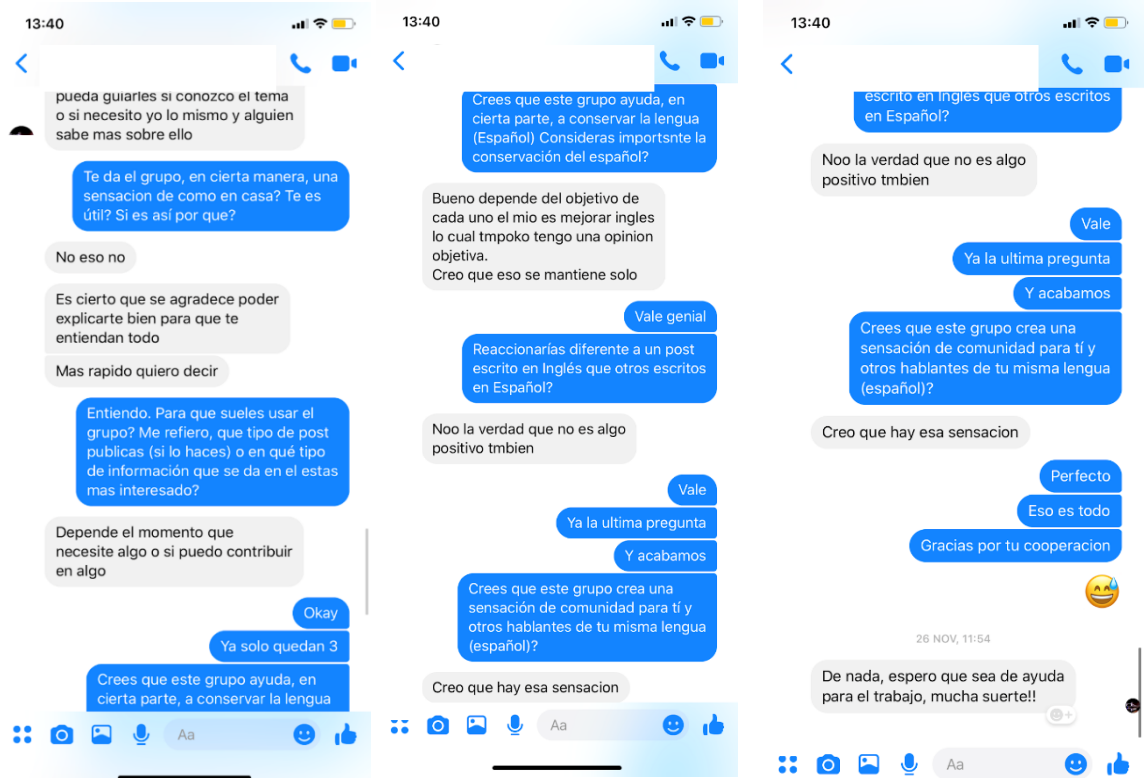 13:40
pueda guiarles si conozco el tema
o si necesito yo lo mismo y alguien
sabe mas sobre ello
Te da el grupo, en cierta manera, una
sensacion de como en casa? Te es
útil? Si es así por que?
No eso no
Es cierto que se agradece poder
explicarte bien para que te
entiendan todo
Mas rapido quiero decir
Entiendo. Para que sueles usar el
grupo? Me refiero, que tipo de post
publicas (si lo haces) o en qué tipo
de información que se da en el estas
mas interesado?
Depende el momento que
necesite algo o si puedo contribuir
en algo
Okay
Ya solo quedan 3
Crees que este grupo ayuda, en
cierta parte, a conservar la lengua
Aa
13:40
Crees que este grupo ayuda, en
cierta parte, a conservar la lengua
(Español) Consideras importsnte la
conservación del español?
Bueno depende del objetivo de
cada uno el mio es mejorar ingles
lo cual tmpoko tengo una opinion
objetiva.
Creo que eso se mantiene solo
Vale genial
Reaccionarías diferente a un post
escrito en Inglés que otros escritos
en Español?
Noo la verdad que no es algo
positivo tmbien
Vale
Ya la ultima pregunta
Y acabamos
Crees que este grupo crea una
sensación de comunidad para tí y
otros hablantes de tu misma lengua
(español)?
Creo que hay esa sensacion
Aa
13:40
escrito en Inglés que otros escritos
en Español?
Noo la verdad que no es algo
positivo tmbien
Vale
Ya la ultima pregunta
Y acabamos
Crees que este grupo crea una
sensación de comunidad para tí y
otros hablantes de tu misma lengua
(español)?
Creo que hay esa sensacion
Perfecto
Eso es todo
Gracias por tu cooperacion
26 NOV, 11:54
De nada, espero que sea de ayuda
para el trabajo, mucha suerte!!
Aa